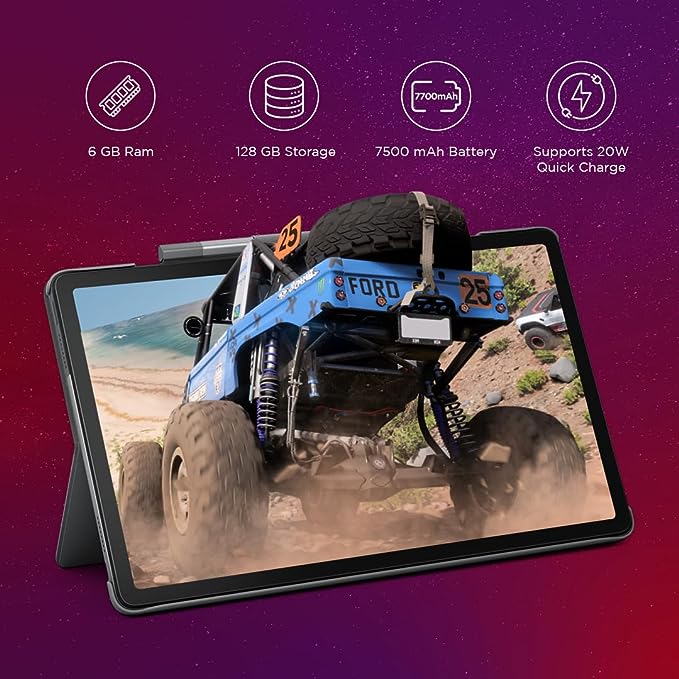 7700mAh
6 GB Ram
128 GB Storage
7500 mAh Battery
Supports 20W
Quick Charge
25
FORD
25